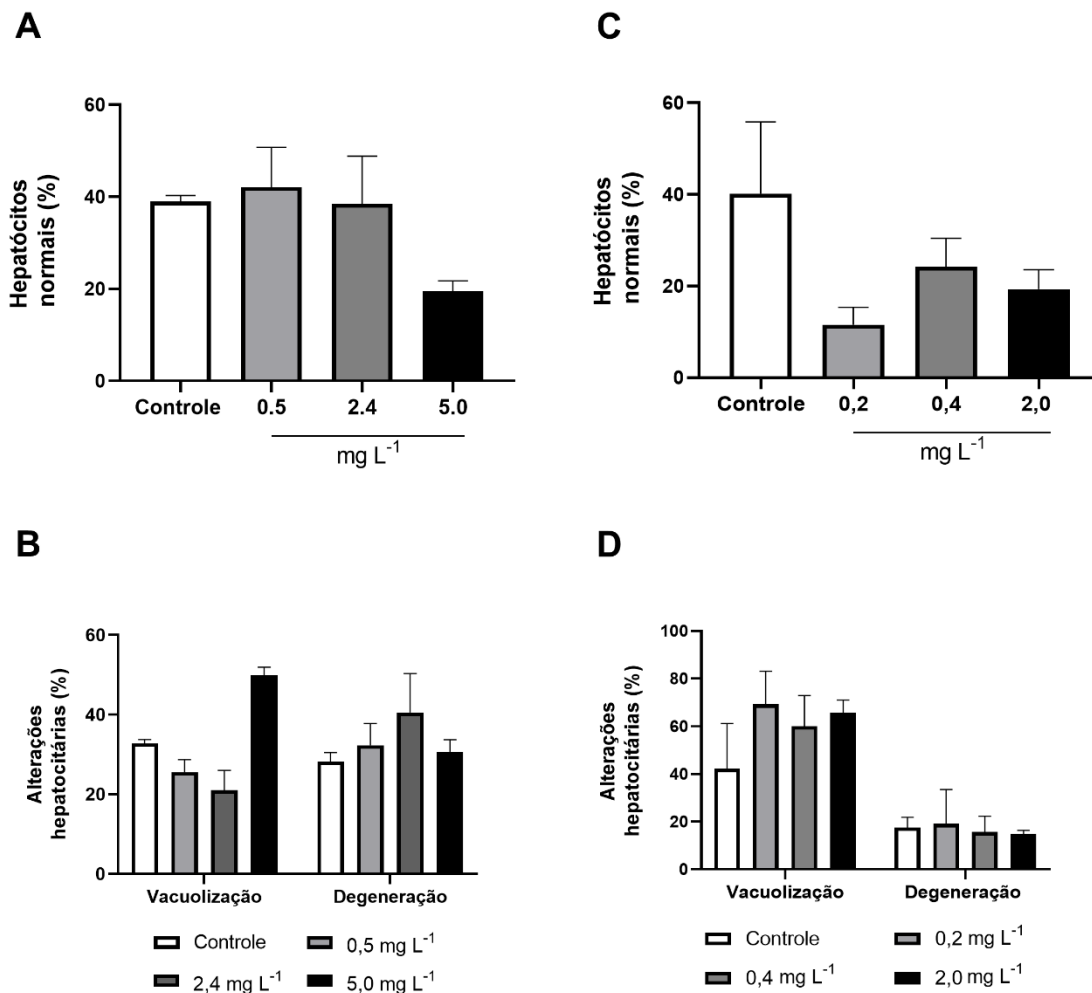 A
Hepatócitos
normais (%)
60
40
20
0
Controle 0.5 2.4 5.0
mg L⁻¹
C
Hepatócitos
normais (%)
60
40
20
0
Controle 0,2 0,4 2,0
mg L⁻¹
B
Alterações
hepatocitárias (%)
60
40
20
0
Vacuolização Degeneração
Controle 0,5 mg L⁻¹
2,4 mg L⁻¹ 5,0 mg L⁻¹
D
Alterações
hepatocitárias (%)
100
80
60
40
20
0
Vacuolização Degeneração
Controle 0,2 mg L⁻¹
0,4 mg L⁻¹ 2,0 mg L⁻¹